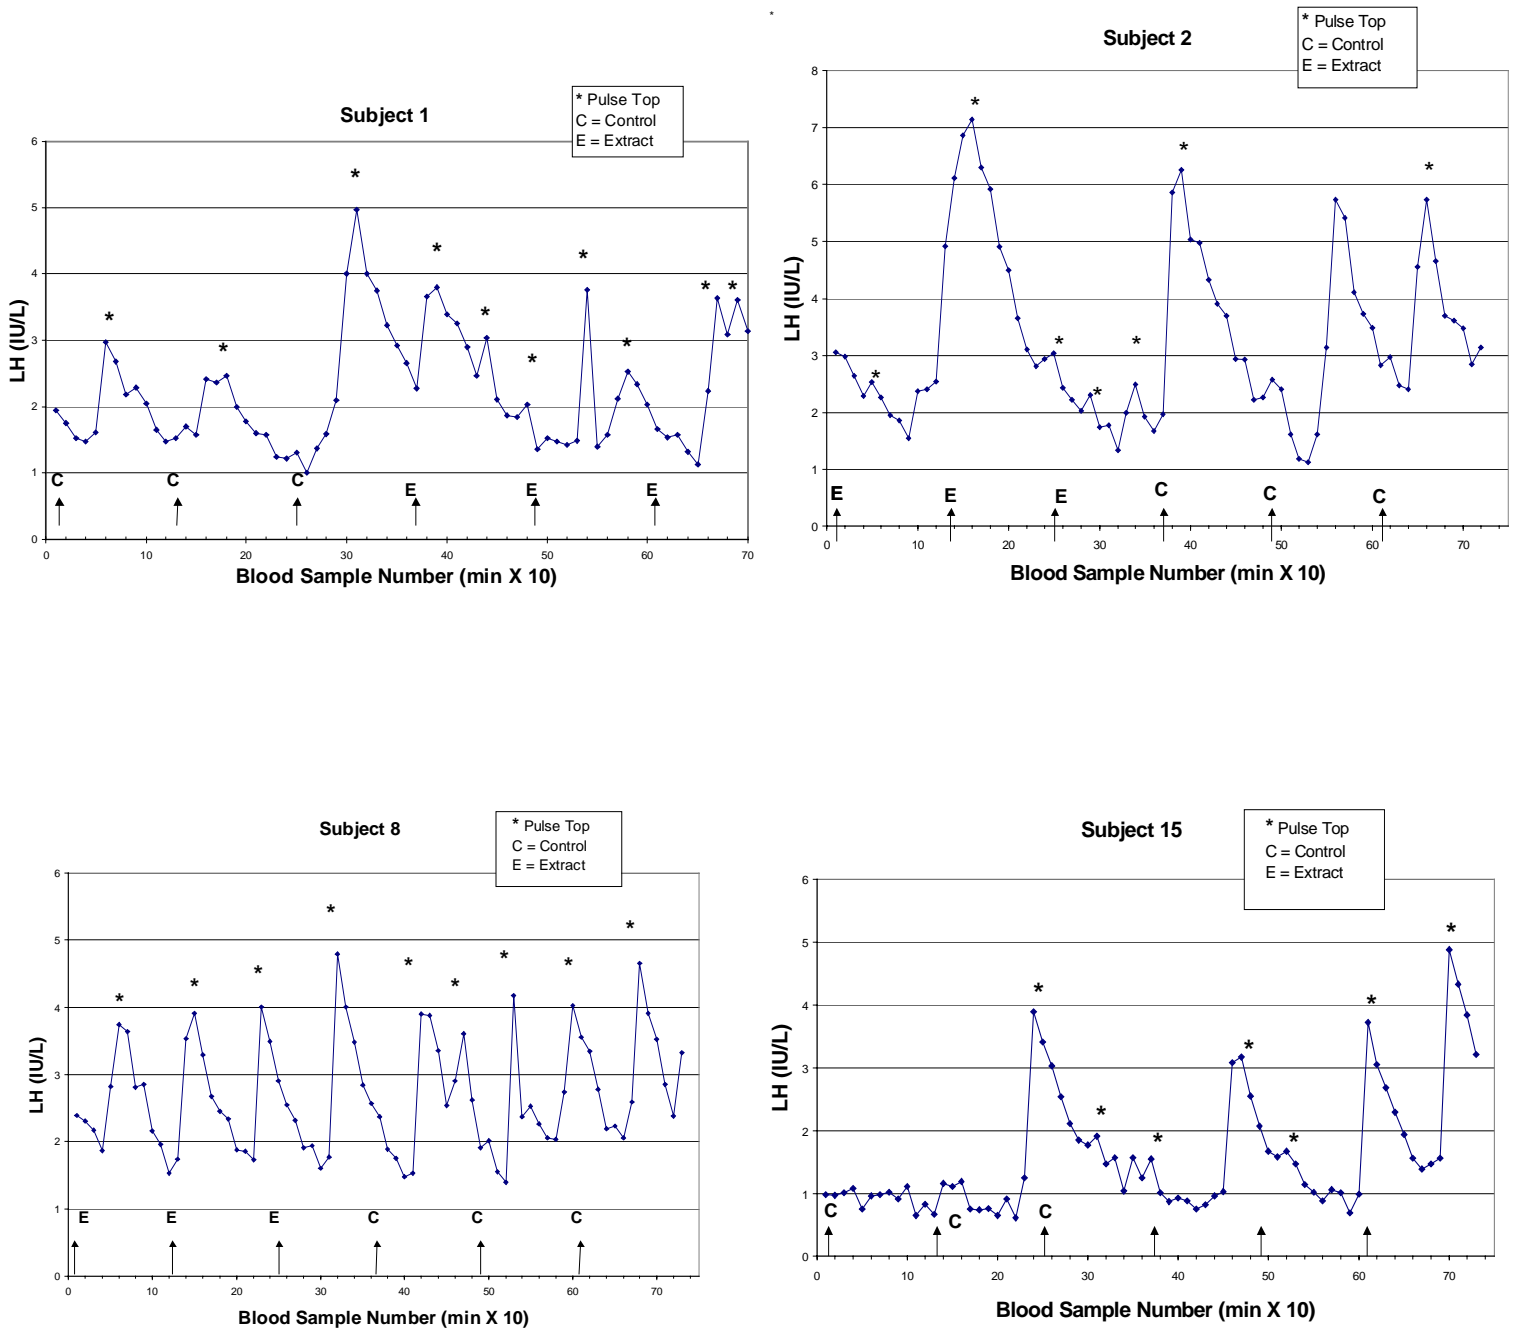 *
Subject 1
* Pulse Top
C = Control
E = Extract
LH (IU/L)
6
5
4
3
2
1
0
* * * * * * * * * *
C C C E E E
0 10 20 30 40 50 60 70
Blood Sample Number (min X 10)
Subject 2
* Pulse Top
C = Control
E = Extract
LH (IU/L)
8
7
6
5
4
3
2
1
0
* * * * * * *
E E E C C C
0 10 20 30 40 50 60 70
Blood Sample Number (min X 10)
Subject 8
* Pulse Top
C = Control
E = Extract
LH (IU/L)
6
5
4
3
2
1
0
* * * * * * * * *
E E E C C C
0 10 20 30 40 50 60 70
Blood Sample Number (min X 10)
Subject 15
* Pulse Top
C = Control
E = Extract
LH (IU/L)
6
5
4
3
2
1
0
* * * * * * *
C C C
0 10 20 30 40 50 60 70
Blood Sample Number (min X 10)